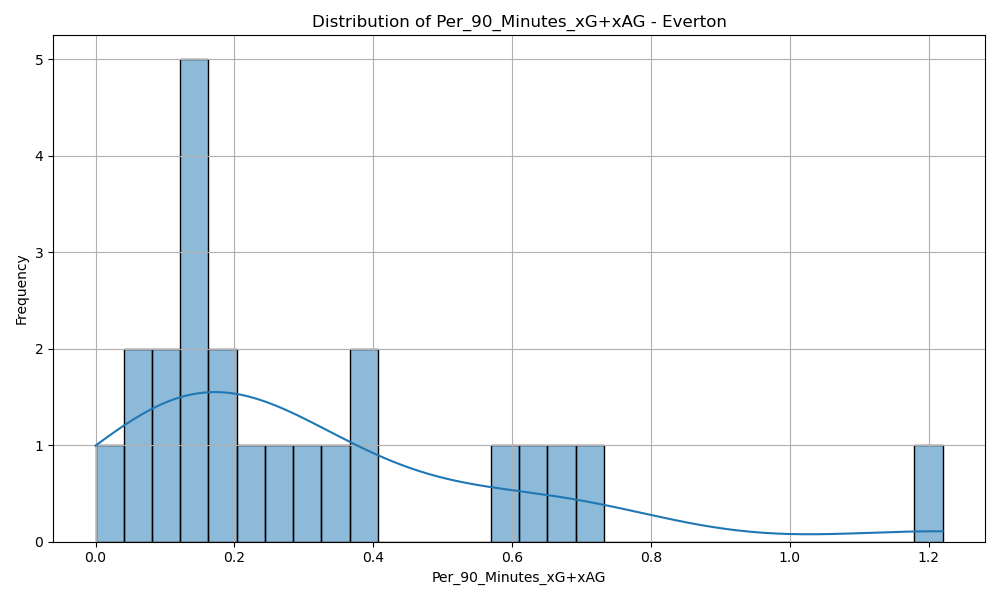 Distribution of Per_90_Minutes_xG+xAG - Everton
Frequency
5
4
3
2
1
0
0.0 0.2 0.4 0.6 0.8 1.0 1.2
Per_90_Minutes_xG+xAG